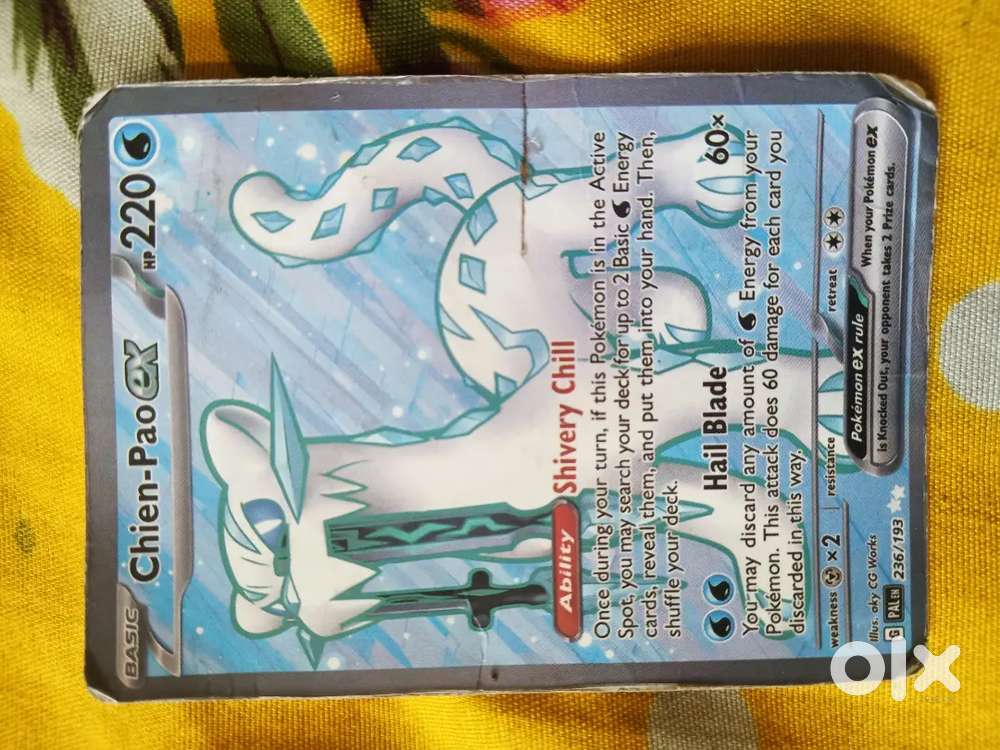 BASIC
Chien-Pao ex HP 220
Ability Shivery Chill
Once during your turn, if this Pokémon is in the Active
Spot, you may search your deck for up to 2 Basic Energy
cards, reveal them, and put them into your hand. Then,
shuffle your deck.
Hail Blade 60×
You may discard any amount of Energy from your
Pokémon. This attack does 60 damage for each card you
discarded in this way.
weakness ×2 resistance retreat
Illus. aky CG Works
G PAL EN 236/193
Pokémon ex rule When your Pokémon ex
is Knocked Out, your opponent takes 2 Prize cards.
olx